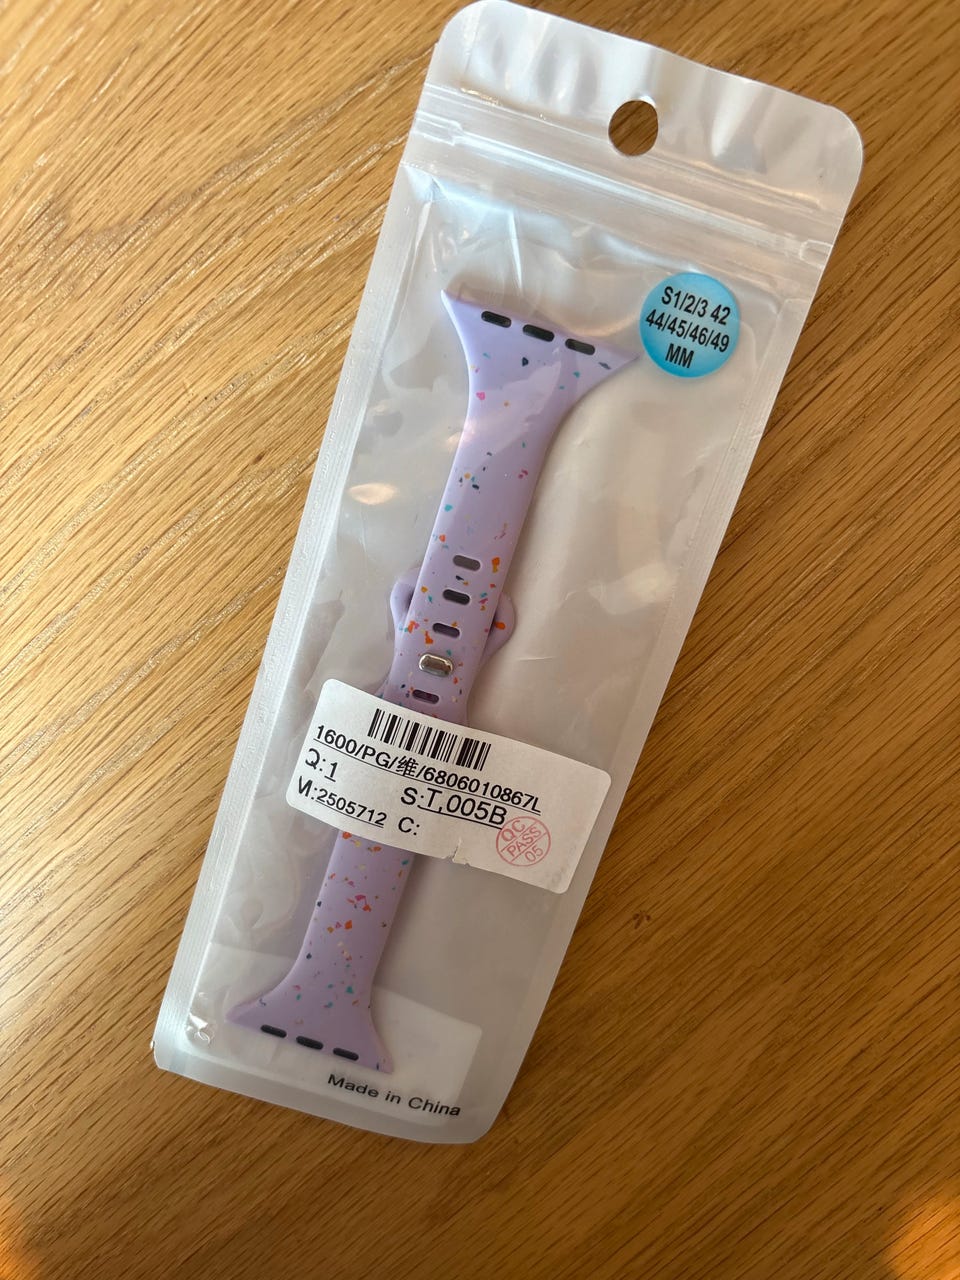 S1/2/3 42
44/45/46/49
MM
1600/PG/维/6806010867L
Q:1
S:T,005B
M:2505712 C:
QC
PASS
05
Made in China